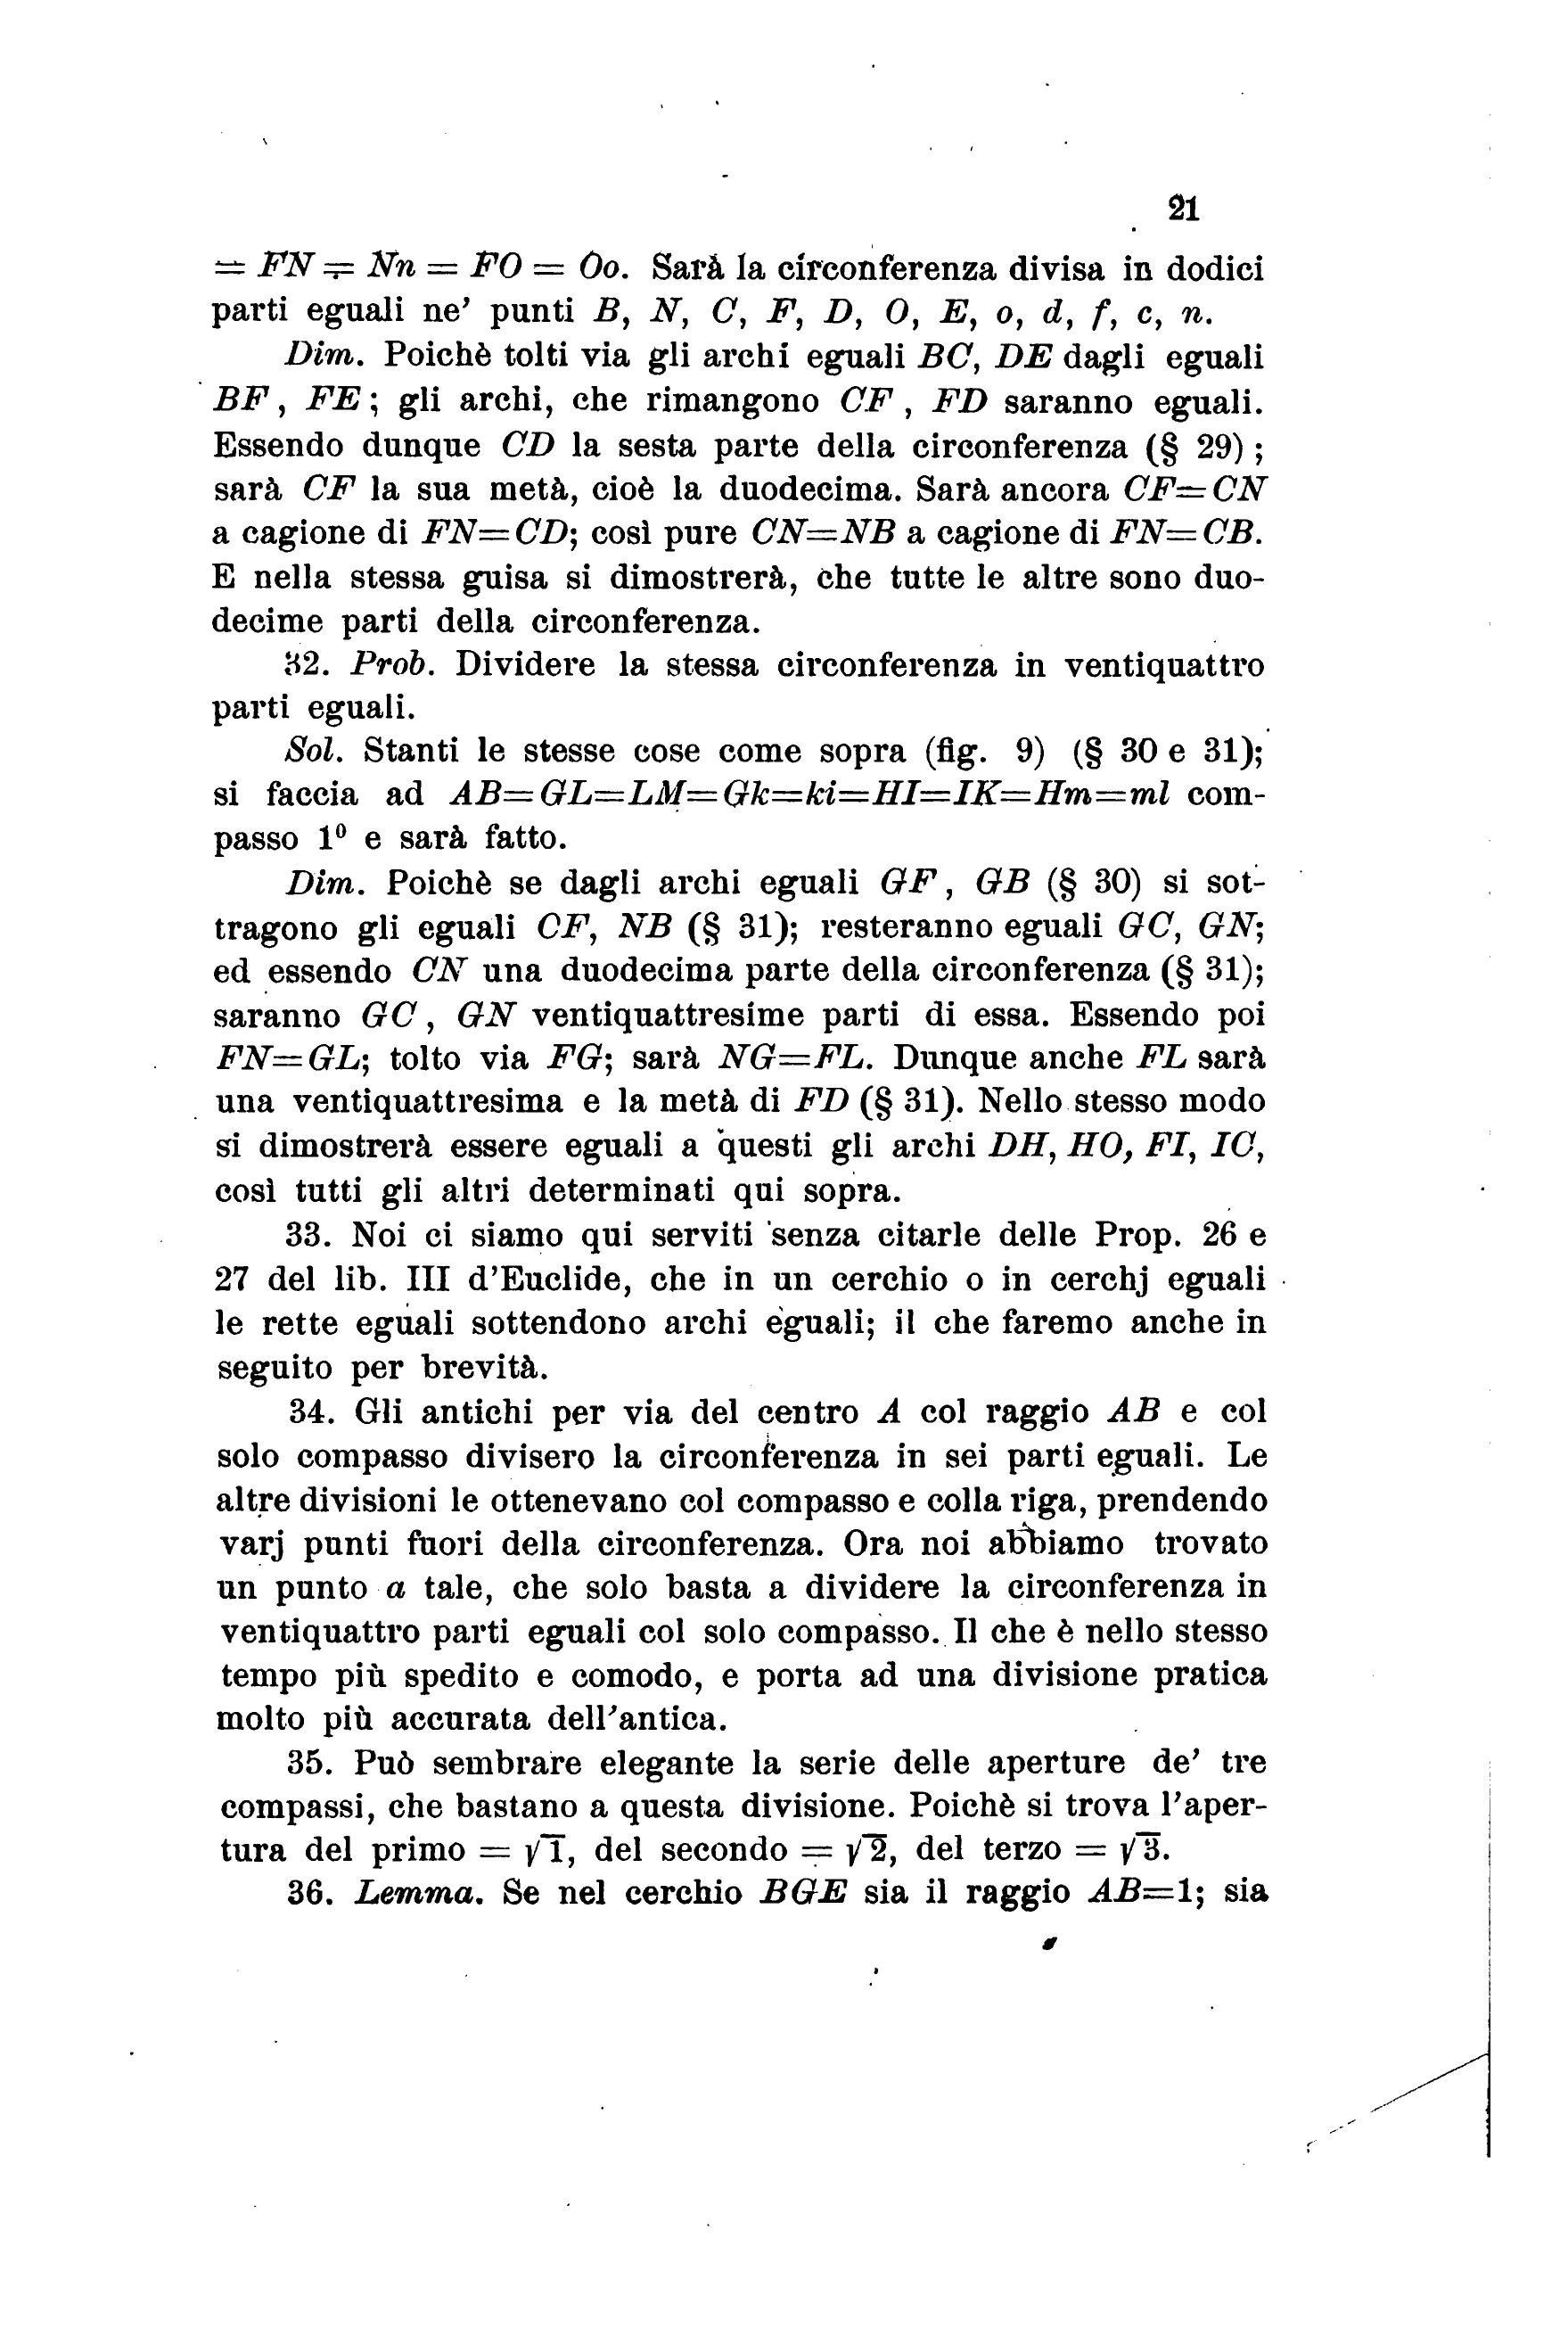 21
= FN = Nn = FO = Oo. Sarà la circonferenza divisa in dodici
parti eguali ne' punti B, N, C, F, D, O, E, o, d, f, c, n.
Dim. Poichè tolti via gli archi eguali BC, DE dagli eguali
BF, FE; gli archi, che rimangono CF, FD saranno eguali.
Essendo dunque CD la sesta parte della circonferenza (§ 29);
sarà CF la sua metà, cioè la duodecima. Sarà ancora CF=CN
a cagione di FN=CD; così pure CN=NB a cagione di FN=CB.
E nella stessa guisa si dimostrerà, che tutte le altre sono duo-
decime parti della circonferenza.
32. Prob. Dividere la stessa circonferenza in ventiquattro
parti eguali.
Sol. Stanti le stesse cose come sopra (fig. 9) (§ 30 e 31);
si faccia ad AB=GL=LM=Gk=ki=HI=IK=Hm=ml com-
passo 1⁰ e sarà fatto.
Dim. Poichè se dagli archi eguali GF, GB (§ 30) si sot-
tragono gli eguali CF, NB (§ 31); resteranno eguali GC, GN;
ed essendo CN una duodecima parte della circonferenza (§ 31);
saranno GC, GN ventiquattresime parti di essa. Essendo poi
FN=GL; tolto via FG; sarà NG=FL. Dunque anche FL sarà
una ventiquattresima e la metà di FD (§ 31). Nello stesso modo
si dimostrerà essere eguali a questi gli archi DH, HO, FI, IC,
così tutti gli altri determinati qui sopra.
33. Noi ci siamo qui serviti senza citarle delle Prop. 26 e
27 del lib. III d'Euclide, che in un cerchio o in cerchj eguali
le rette eguali sottendono archi eguali; il che faremo anche in
seguito per brevità.
34. Gli antichi per via del centro A col raggio AB e col
solo compasso divisero la circonferenza in sei parti eguali. Le
altre divisioni le ottenevano col compasso e colla riga, prendendo
varj punti fuori della circonferenza. Ora noi abbiamo trovato
un punto a tale, che solo basta a dividere la circonferenza in
ventiquattro parti eguali col solo compasso. Il che è nello stesso
tempo più spedito e comodo, e porta ad una divisione pratica
molto più accurata dell'antica.
35. Può sembrare elegante la serie delle aperture de' tre
compassi, che bastano a questa divisione. Poichè si trova l'aper-
tura del primo = √1, del secondo = √2, del terzo = √3.
36. Lemma. Se nel cerchio BGE sia il raggio AB=1; sia